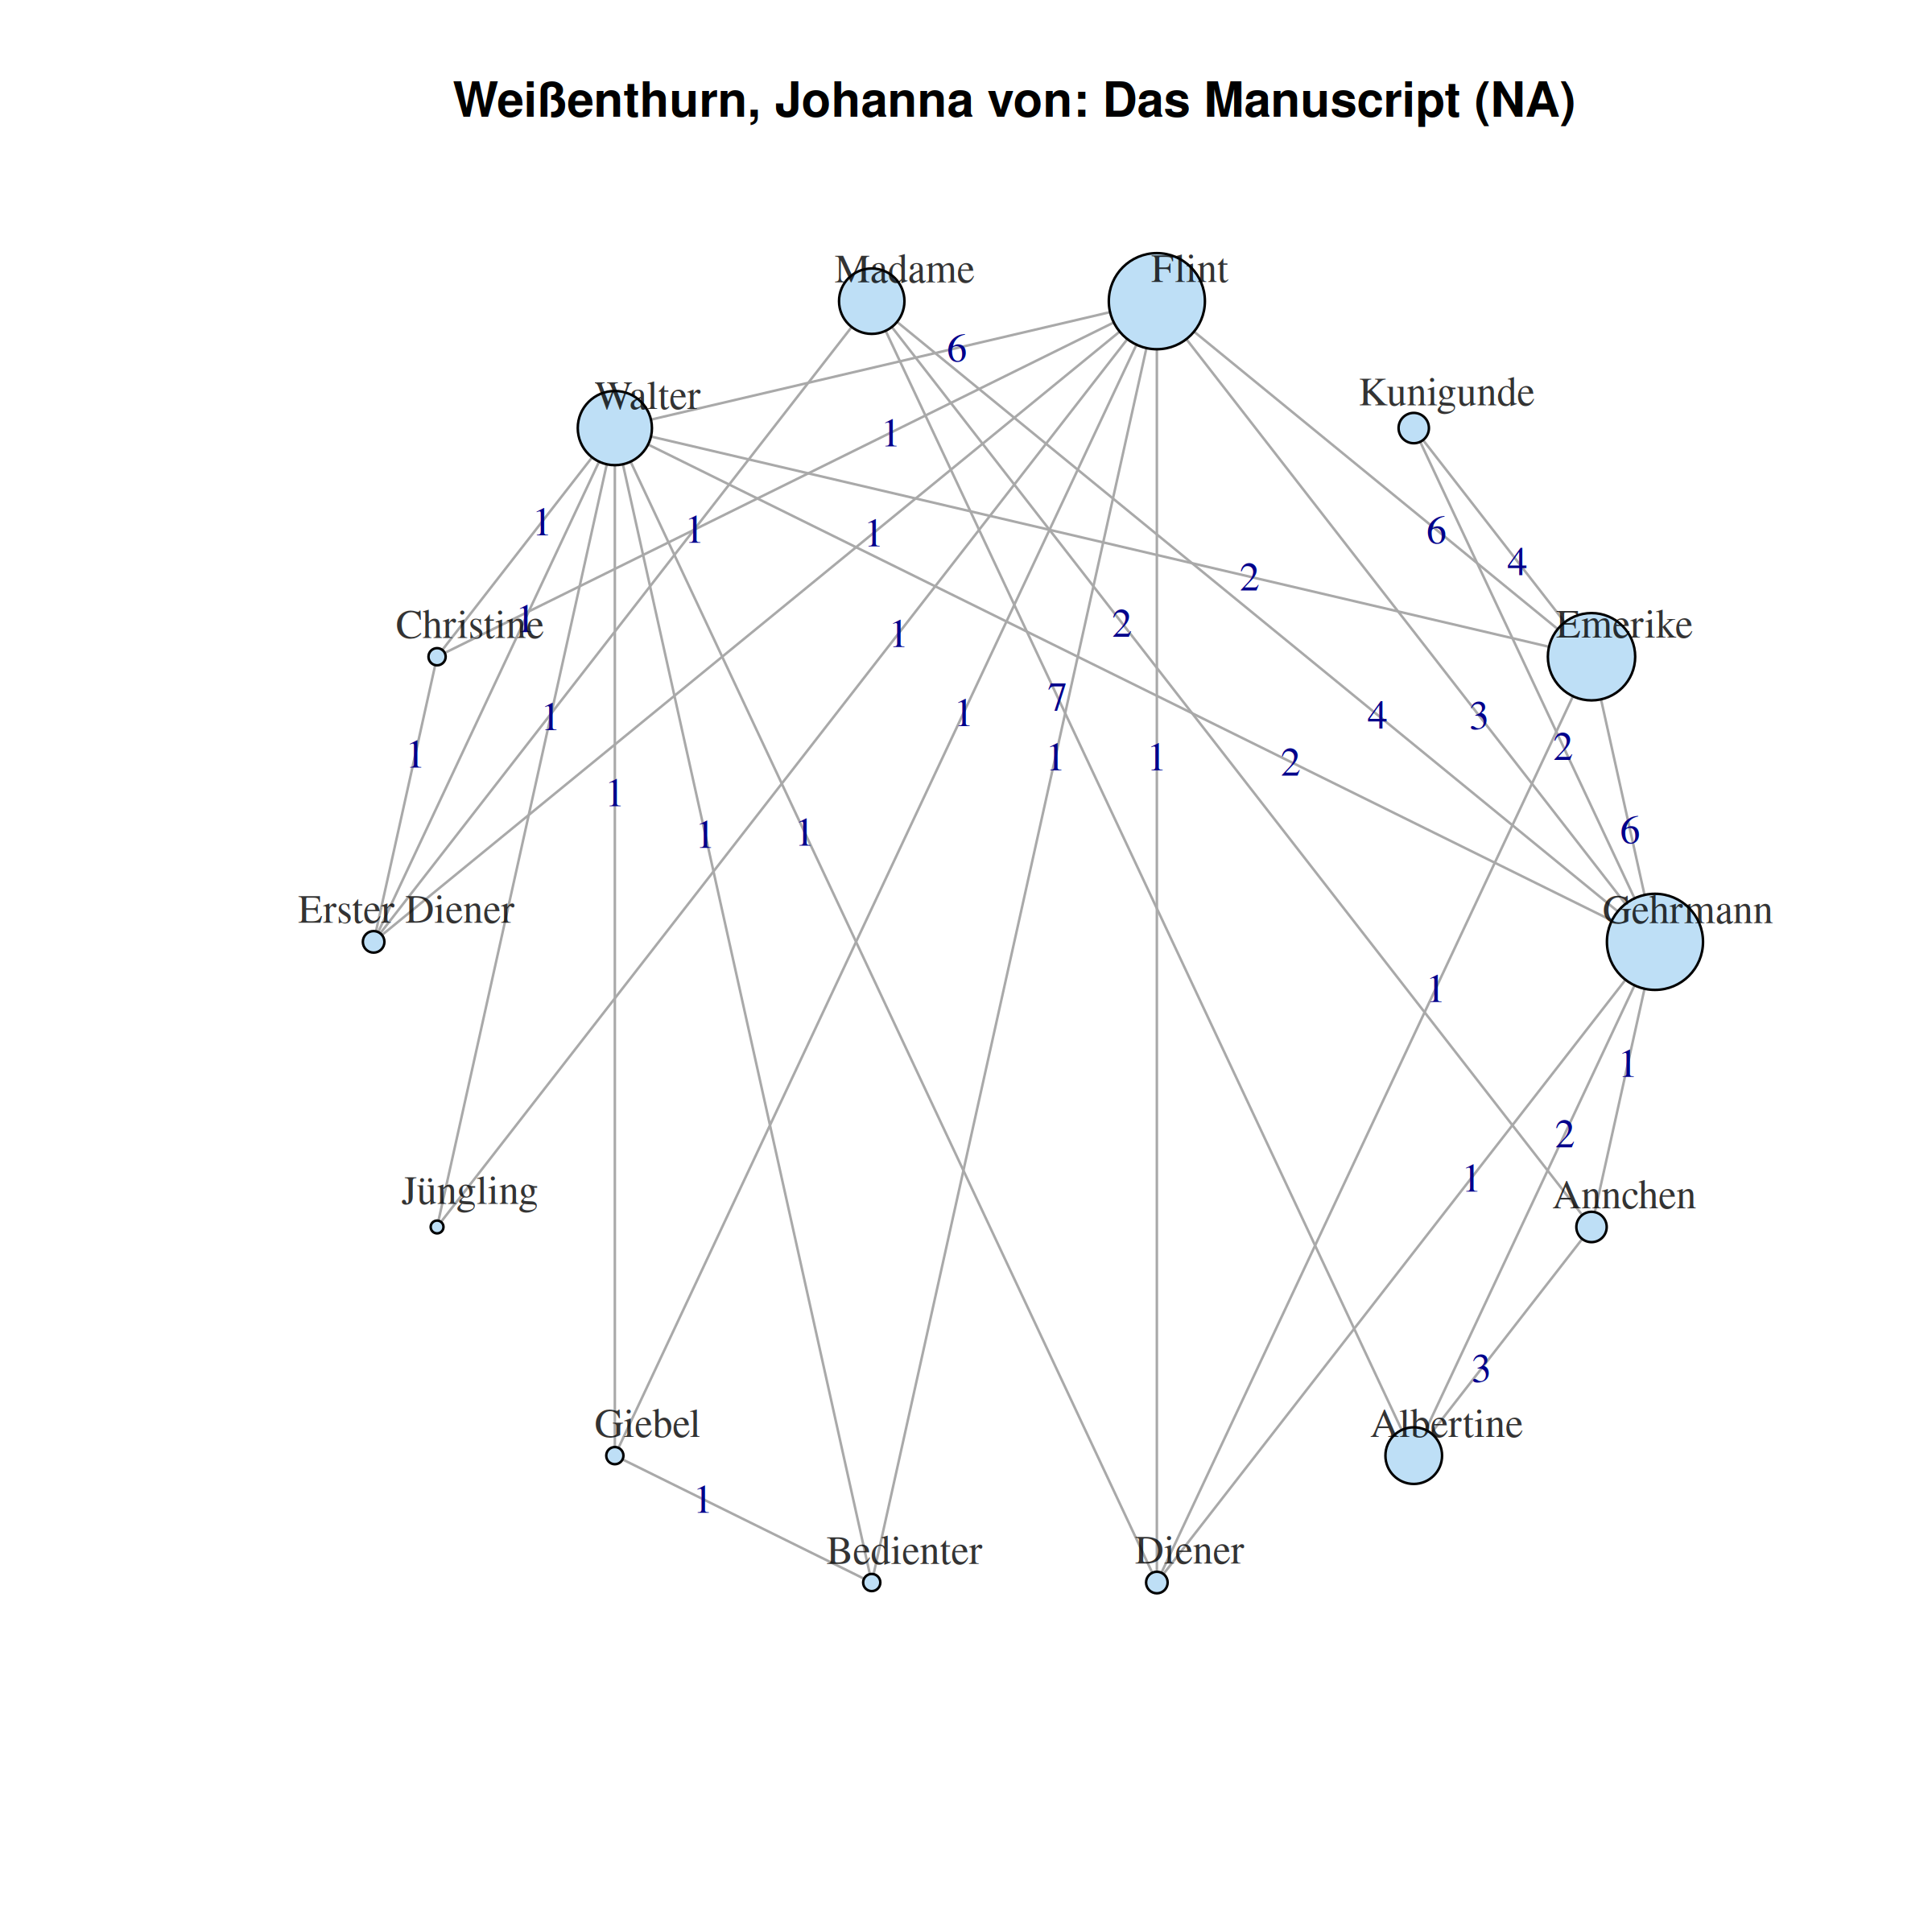 Weißenthurn, Johanna von: Das Manuscript (NA)
Madame
Flint
6
Walter
Kunigunde
1
1
1
1
6
4
2
Christine
1
2
Emerike
1
7
1
1
4
3
1
1
1
2
2
1
1
1
6
Erster Diener
Gehrmann
1
1
2
1
Jüngling
Annchen
3
Giebel
Albertine
1
Bedienter
Diener